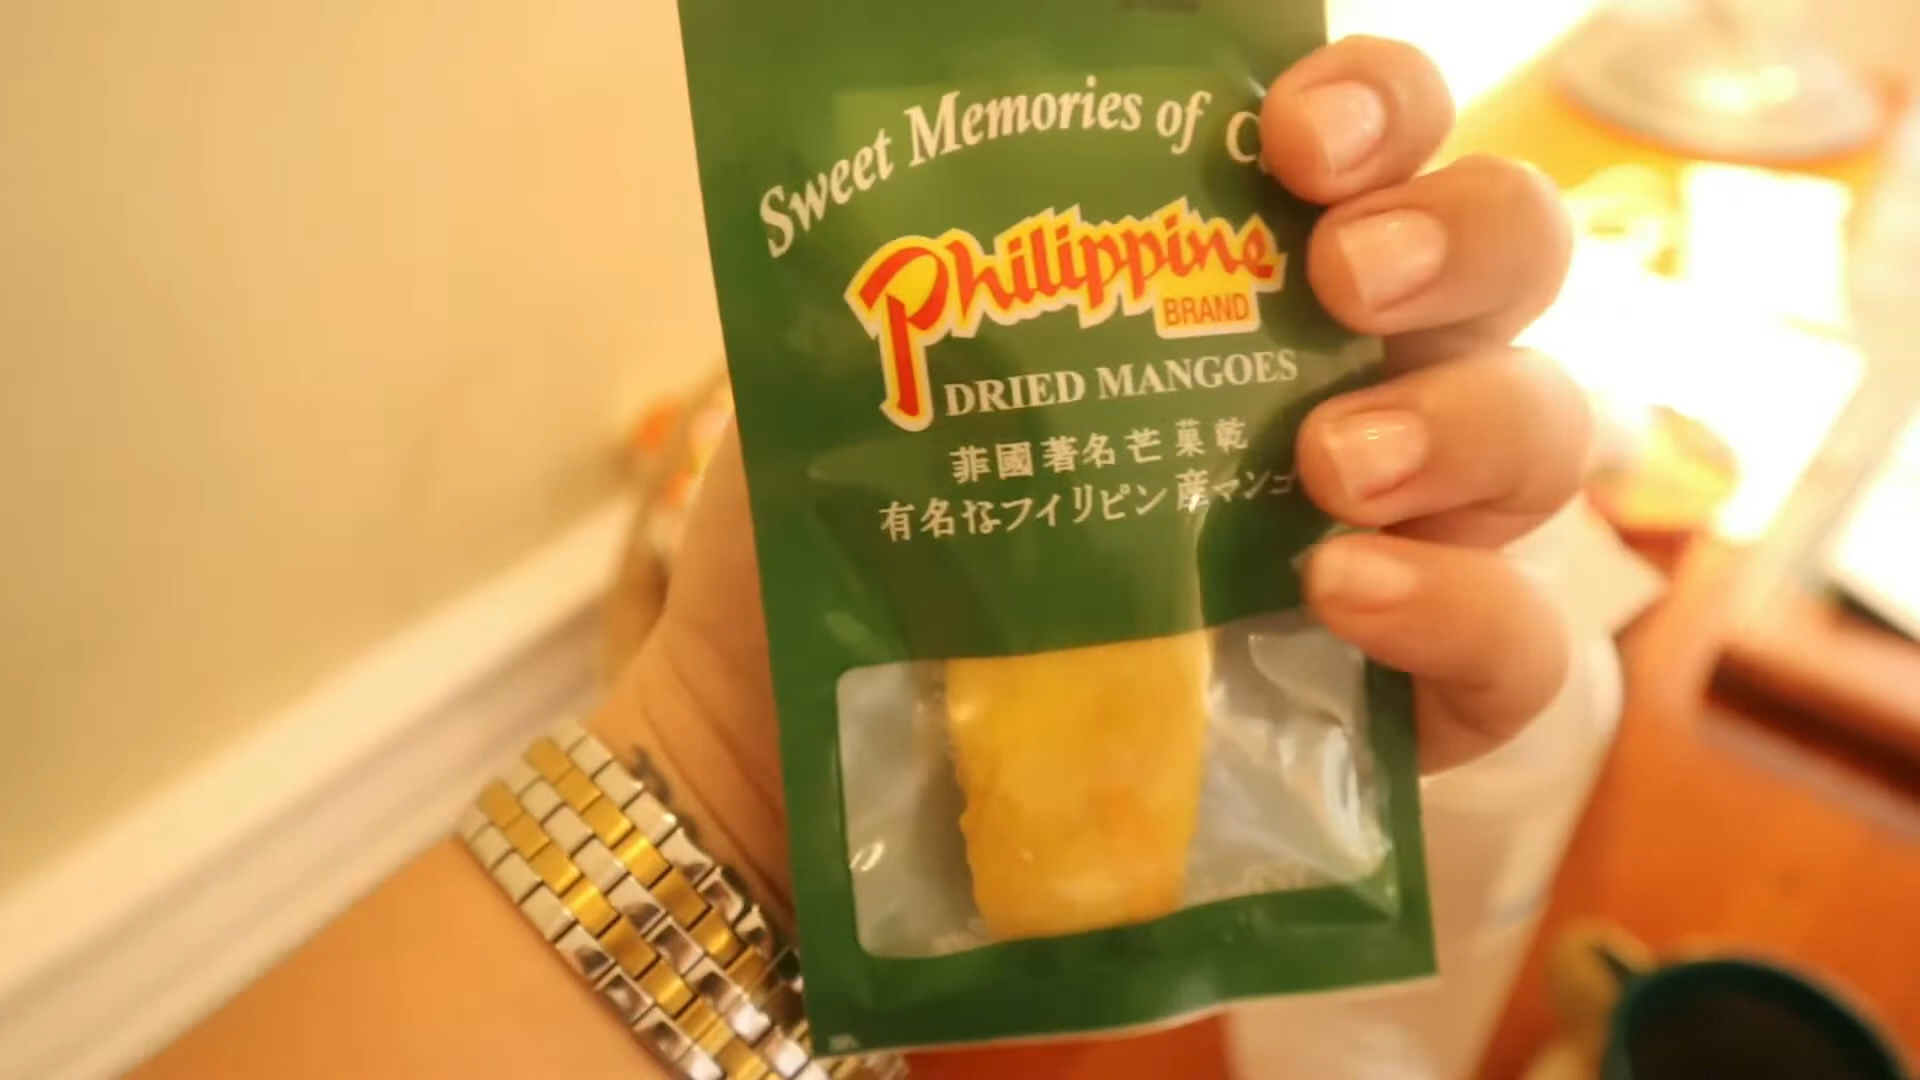 Sweet Memories of
Philippine
BRAND
DRIED MANGOES
菲國著名芒菓乾
有名なフィリピン産マンゴ